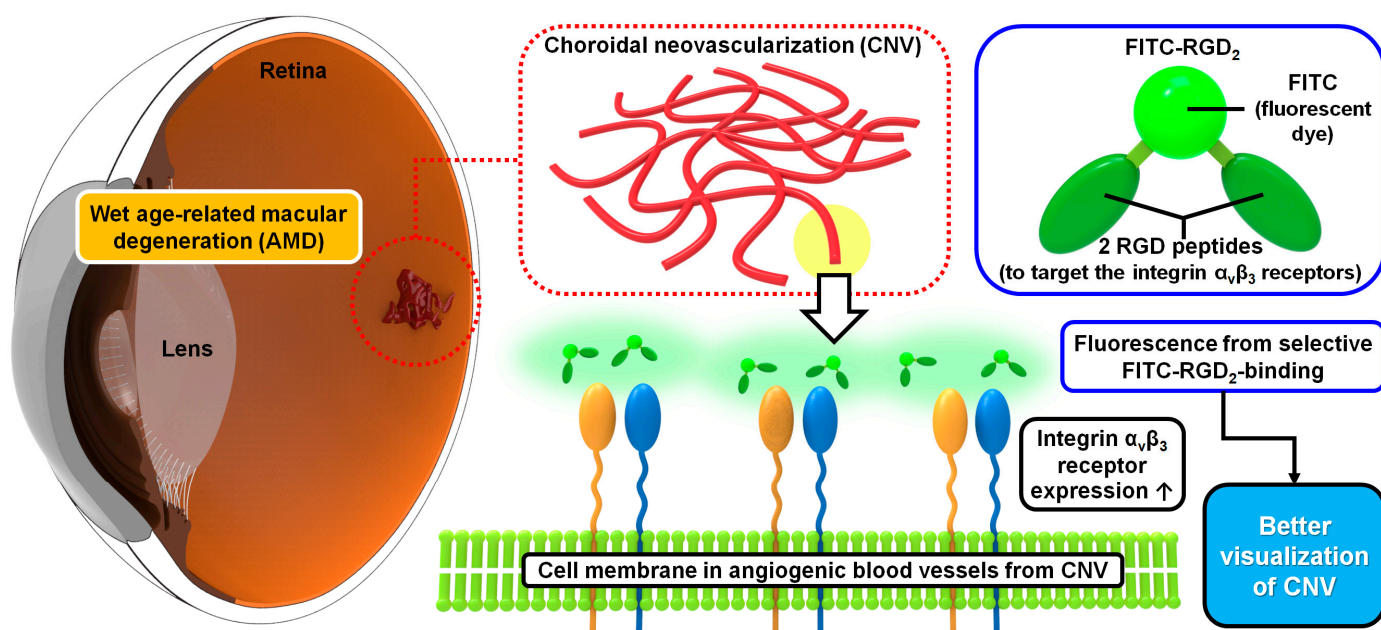 Retina
Lens
Wet age-related macular
degeneration (AMD)
Choroidal neovascularization (CNV)
FITC-RGD₂
FITC
(fluorescent
dye)
2 RGD peptides
(to target the integrin αᵥβ₃ receptors)
Fluorescence from selective
FITC-RGD₂-binding
Integrin αᵥβ₃
receptor
expression ↑
Cell membrane in angiogenic blood vessels from CNV
Better
visualization
of CNV